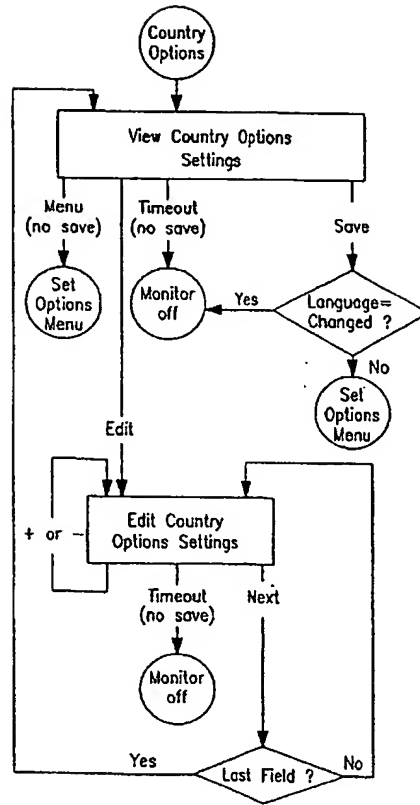 Country
Options
View Country Options
Settings
Menu
(no save)
Timeout
(no save)
Save
Set
Options
Menu
Monitor
off
Yes
Language=
Changed ?
No
Set
Options
Menu
Edit
+ or -
Edit Country
Options Settings
Timeout
(no save)
Next
Monitor
off
Yes
Last Field ?
No